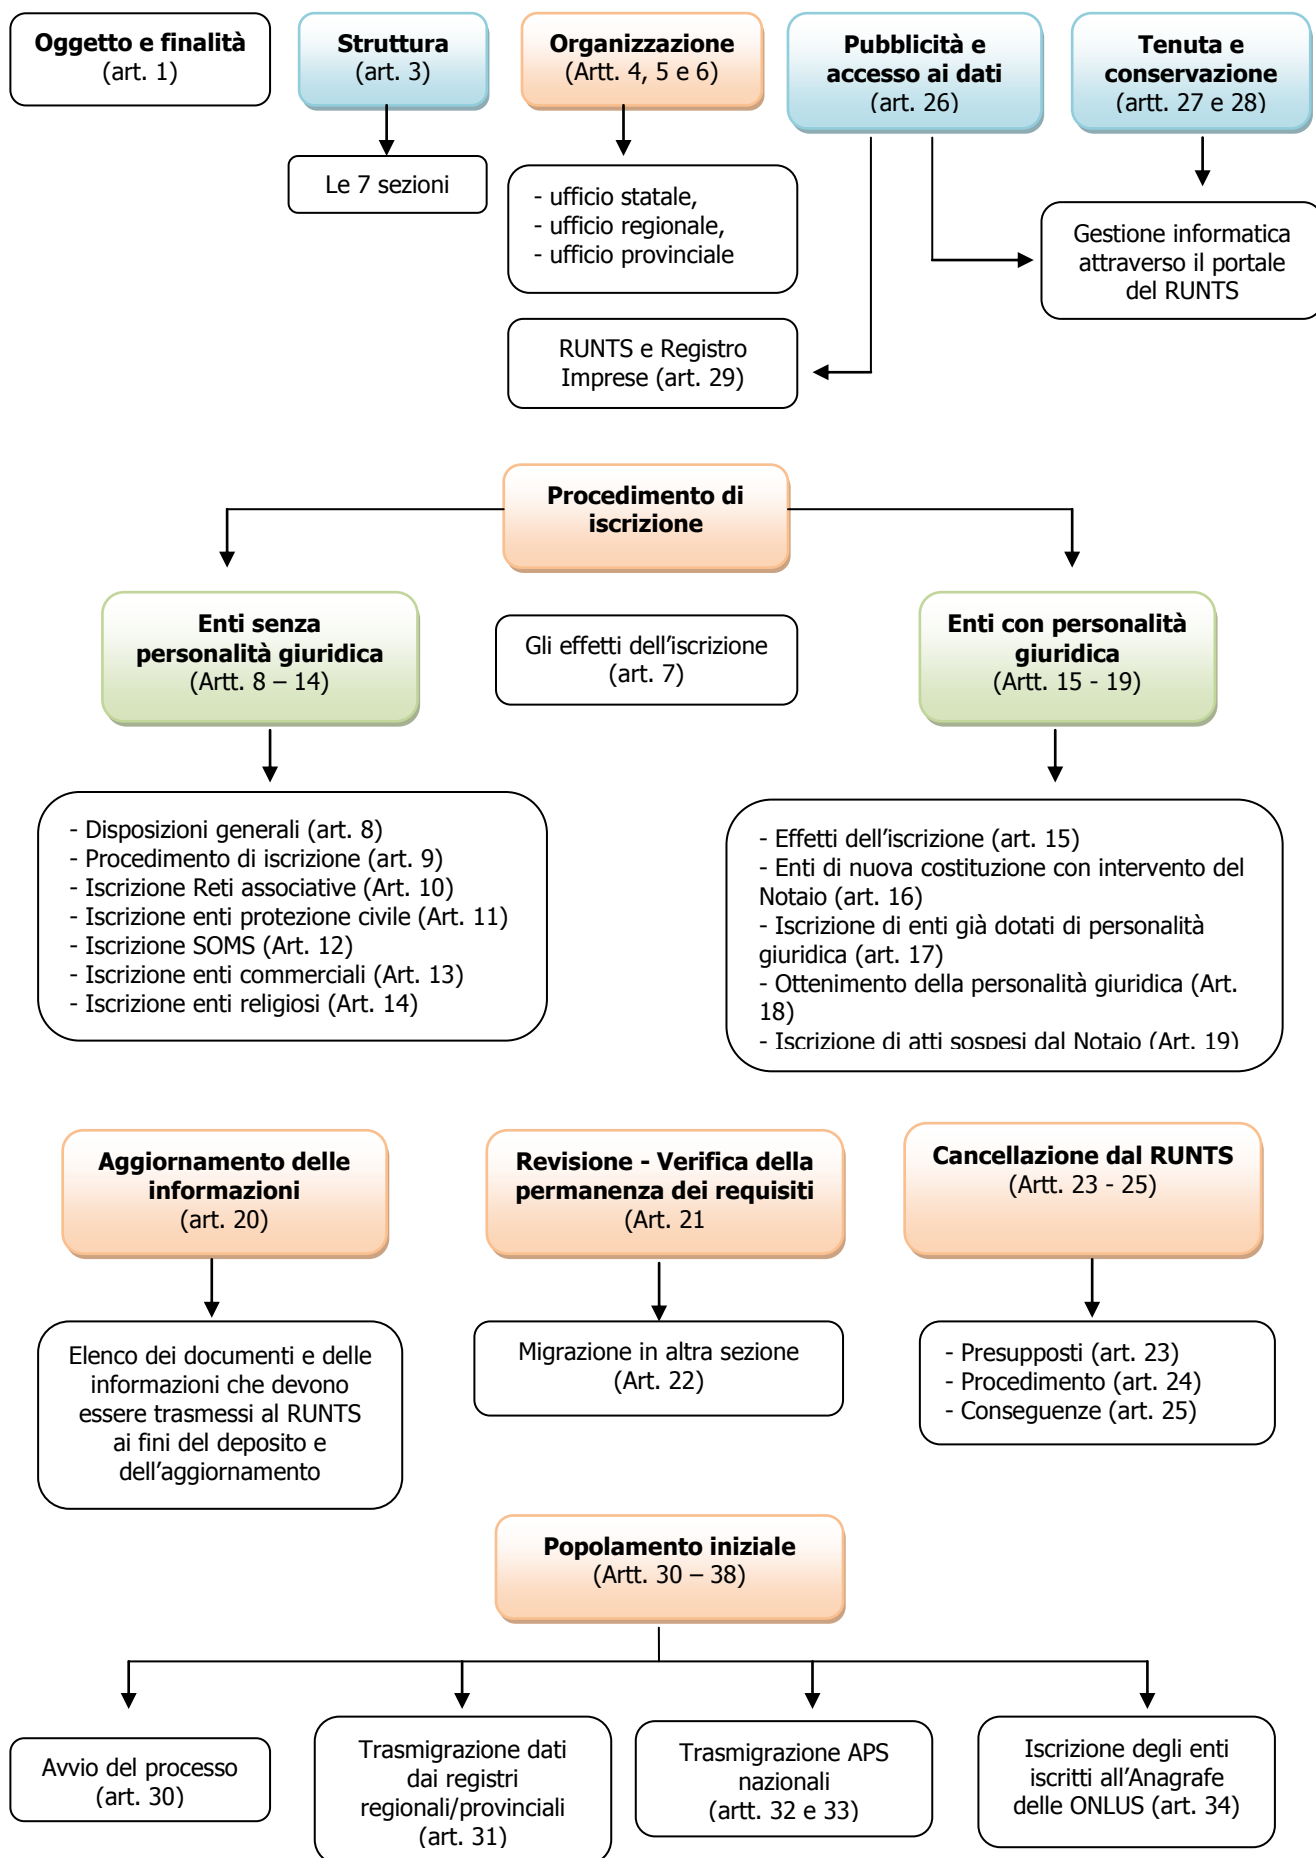 Oggetto e finalità
(art. 1)
Struttura
(art. 3)
Organizzazione
(Artt. 4, 5 e 6)
Pubblicità e
accesso ai dati
(art. 26)
Tenuta e
conservazione
(artt. 27 e 28)
Le 7 sezioni
- ufficio statale,
- ufficio regionale,
- ufficio provinciale
Gestione informatica
attraverso il portale
del RUNTS
RUNTS e Registro
Imprese (art. 29)
Procedimento di
iscrizione
Enti senza
personalità giuridica
(Artt. 8 – 14)
Gli effetti dell'iscrizione
(art. 7)
Enti con personalità
giuridica
(Artt. 15 - 19)
- Disposizioni generali (art. 8)
- Procedimento di iscrizione (art. 9)
- Iscrizione Reti associative (Art. 10)
- Iscrizione enti protezione civile (Art. 11)
- Iscrizione SOMS (Art. 12)
- Iscrizione enti commerciali (Art. 13)
- Iscrizione enti religiosi (Art. 14)
- Effetti dell'iscrizione (art. 15)
- Enti di nuova costituzione con intervento del
Notaio (art. 16)
- Iscrizione di enti già dotati di personalità
giuridica (art. 17)
- Ottenimento della personalità giuridica (Art.
18)
- Iscrizione di atti sospesi dal Notaio (Art. 19)
Aggiornamento delle
informazioni
(art. 20)
Revisione - Verifica della
permanenza dei requisiti
(Art. 21
Cancellazione dal RUNTS
(Artt. 23 - 25)
Elenco dei documenti e delle
informazioni che devono
essere trasmessi al RUNTS
ai fini del deposito e
dell'aggiornamento
Migrazione in altra sezione
(Art. 22)
- Presupposti (art. 23)
- Procedimento (art. 24)
- Conseguenze (art. 25)
Popolamento iniziale
(Artt. 30 – 38)
Avvio del processo
(art. 30)
Trasmigrazione dati
dai registri
regionali/provinciali
(art. 31)
Trasmigrazione APS
nazionali
(artt. 32 e 33)
Iscrizione degli enti
iscritti all'Anagrafe
delle ONLUS (art. 34)